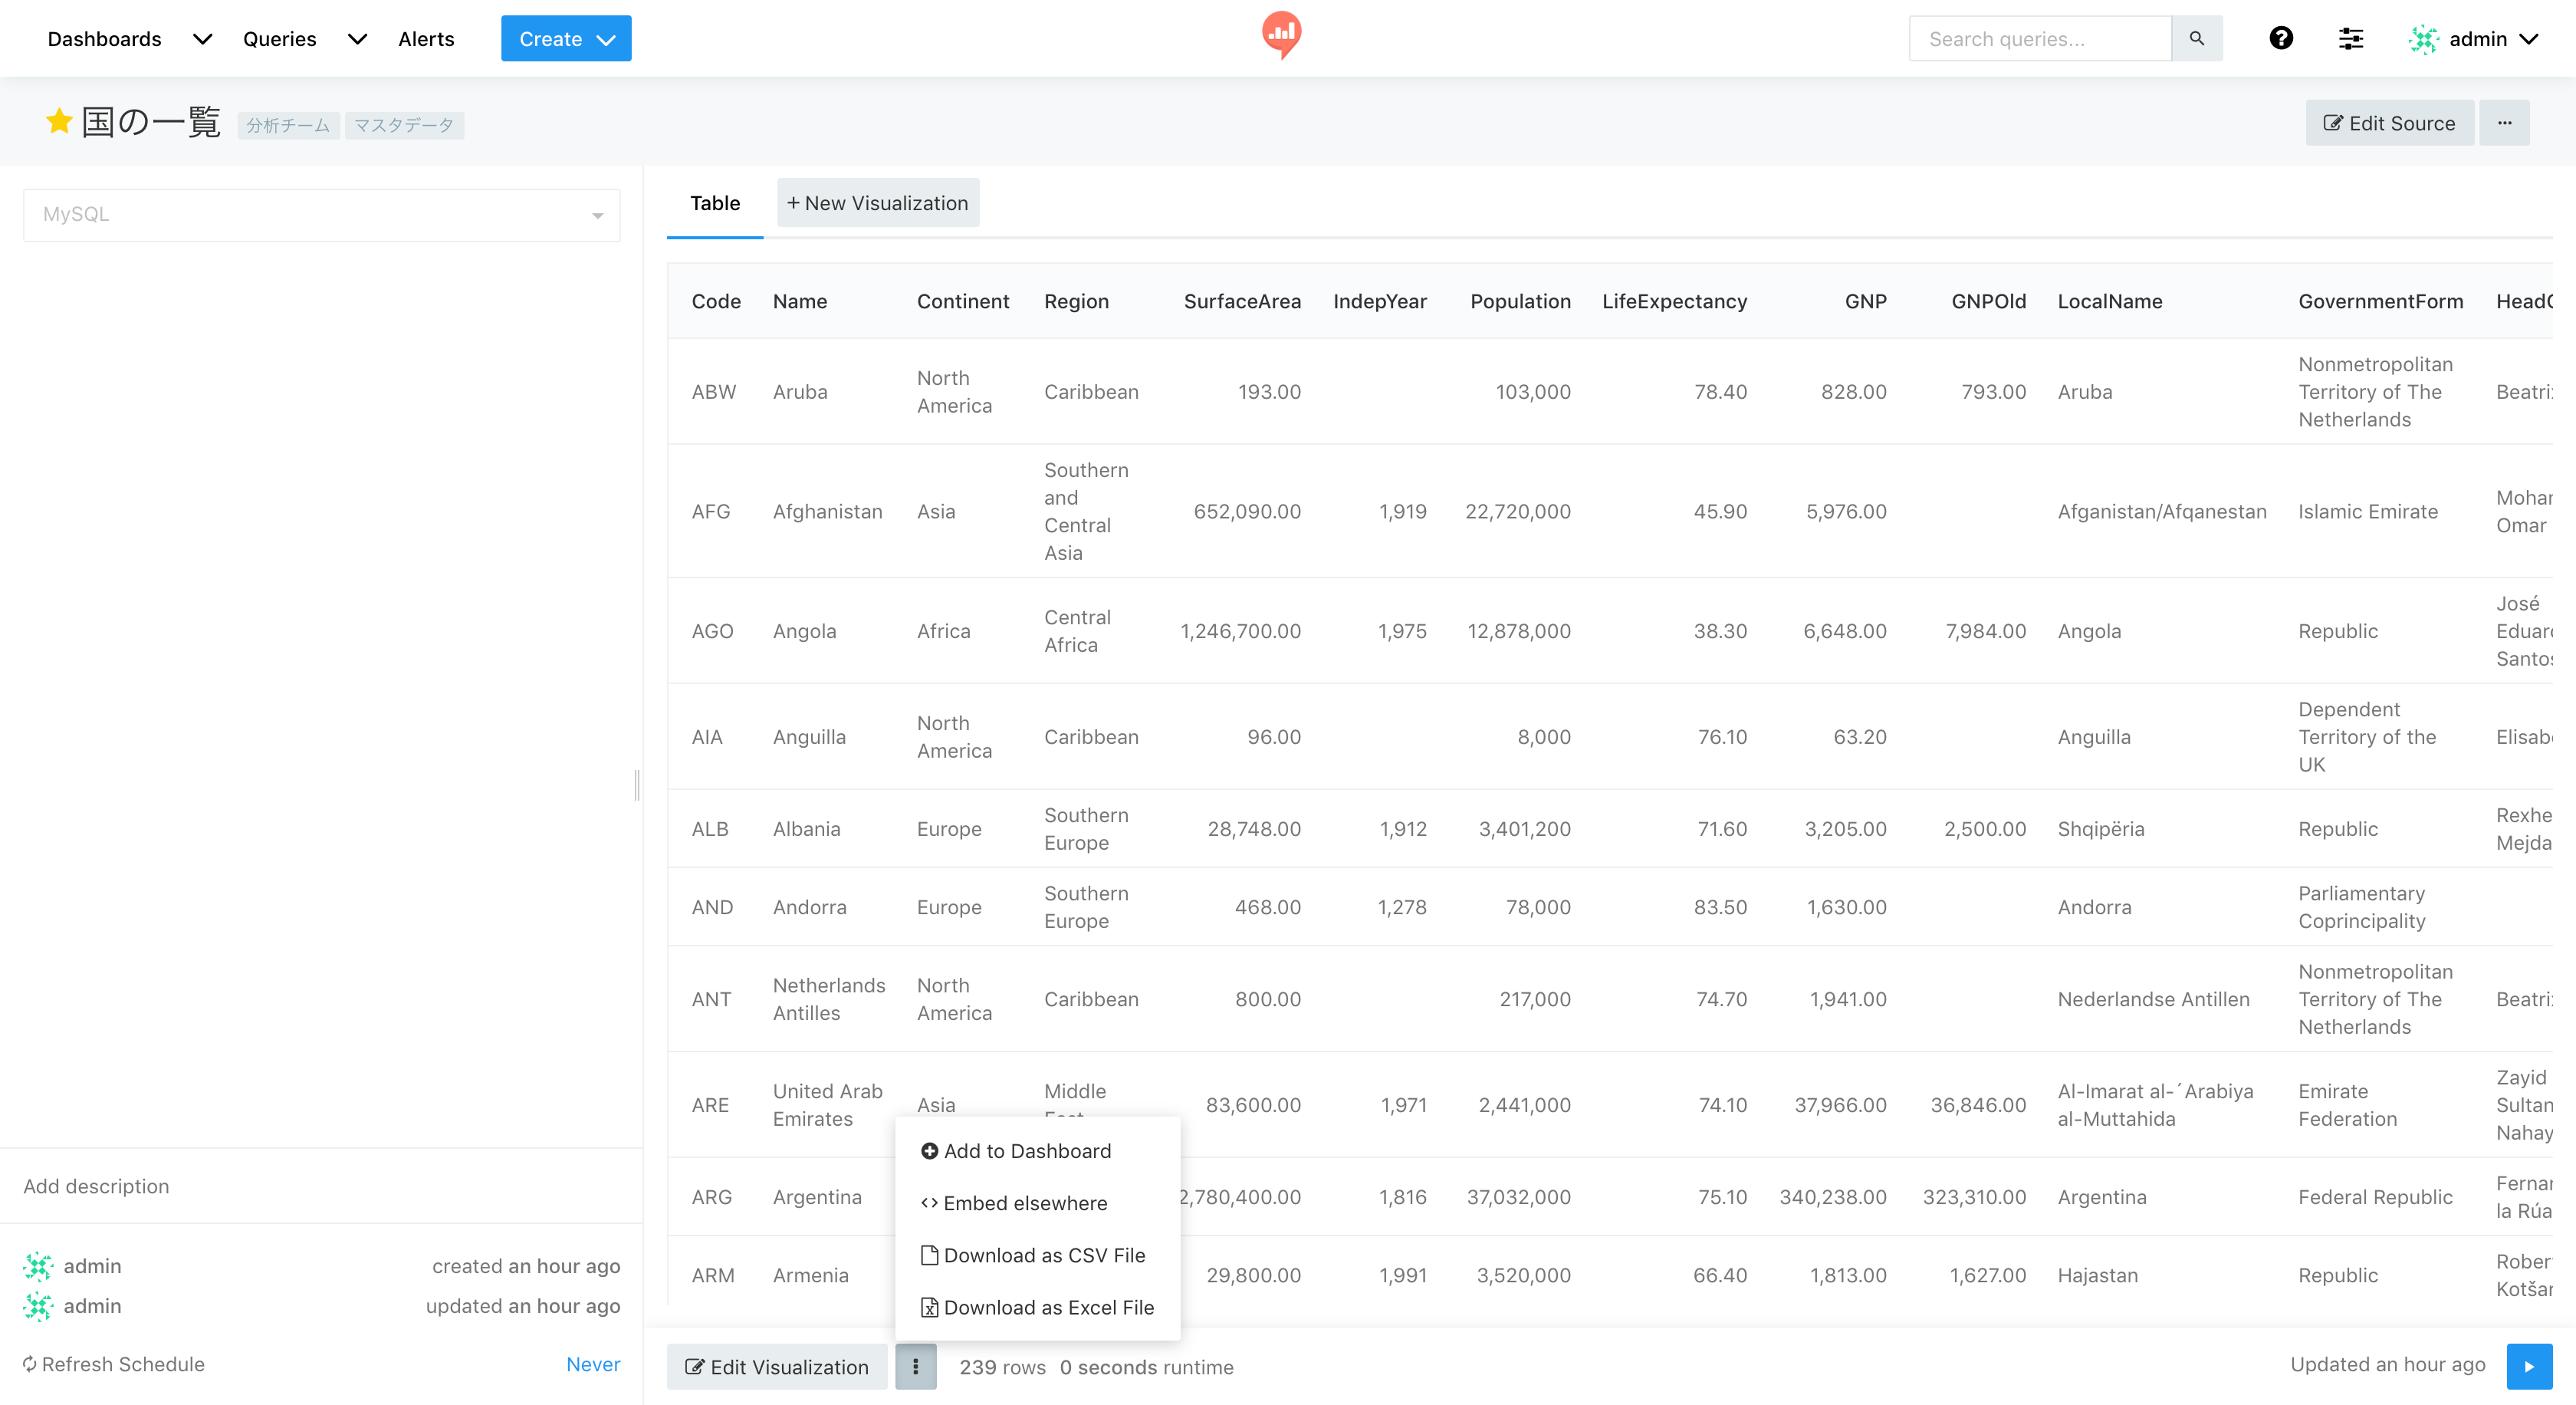 Dashboards Queries Alerts Create Search queries... admin
国の一覧 分析チーム マスタデータ Edit Source ...
MySQL
Table + New Visualization
Code Name Continent Region SurfaceArea IndepYear Population LifeExpectancy GNP GNPOld LocalName GovernmentForm
ABW Aruba North America Caribbean 193.00 103,000 78.40 828.00 793.00 Aruba Nonmetropolitan Territory of The Netherlands
AFG Afghanistan Asia Southern and Central Asia 652,090.00 1,919 22,720,000 45.90 5,976.00 Afganistan/Afqanestan Islamic Emirate Omar
AGO Angola Africa Central Africa 1,246,700.00 1,975 12,878,000 38.30 6,648.00 7,984.00 Angola Republic José
AIA Anguilla North America Caribbean 96.00 8,000 76.10 63.20 Anguilla Dependent Territory of the UK
ALB Albania Europe Southern Europe 28,748.00 1,912 3,401,200 71.60 3,205.00 2,500.00 Shqipëria Republic
AND Andorra Europe Southern Europe 468.00 1,278 78,000 83.50 1,630.00 Andorra Parliamentary Coprincipality
ANT Netherlands Antilles North America Caribbean 800.00 217,000 74.70 1,941.00 Nederlandse Antillen Nonmetropolitan Territory of The Netherlands
ARE United Arab Emirates Asia Middle East 83,600.00 1,971 2,441,000 74.10 37,966.00 36,846.00 Al-Imarat al-´Arabiya al-Muttahida Emirate Federation Zayid
ARG Argentina 2,780,400.00 1,816 37,032,000 75.10 340,238.00 323,310.00 Argentina Federal Republic la Rúa
ARM Armenia 29,800.00 1,991 3,520,000 66.40 1,813.00 1,627.00 Hajastan Republic
Add to Dashboard
Embed elsewhere
Download as CSV File
Download as Excel File
Add description
admin created an hour ago
admin updated an hour ago
Refresh Schedule Never
Edit Visualization 239 rows 0 seconds runtime Updated an hour ago